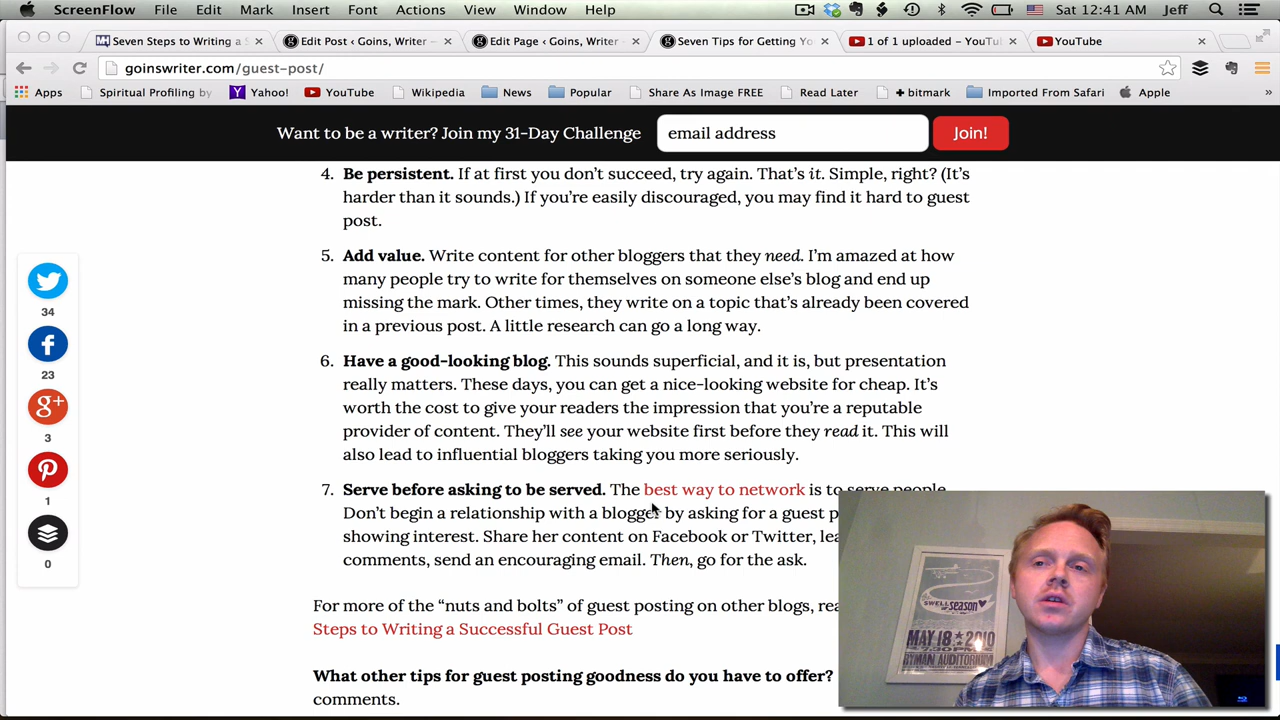 ScreenFlow File Edit Mark Insert Font Actions View Window Help Sat 12:41 AM Jeff
Seven Steps to Writing a S
Edit Post ‹ Goins, Writer —
Edit Page ‹ Goins, Writer —
Seven Tips for Getting Yo
1 of 1 uploaded – YouTu
YouTube
goinswriter.com/guest-post/
Apps Spiritual Profiling by Yahoo! YouTube Wikipedia News Popular Share As Image FREE Read Later + bitmark Imported From Safari Apple »
Want to be a writer? Join my 31-Day Challenge email address Join!
4. Be persistent. If at first you don’t succeed, try again. That’s it. Simple, right? (It’s
harder than it sounds.) If you’re easily discouraged, you may find it hard to guest
post.
5. Add value. Write content for other bloggers that they need. I’m amazed at how
many people try to write for themselves on someone else’s blog and end up
missing the mark. Other times, they write on a topic that’s already been covered
in a previous post. A little research can go a long way.
6. Have a good-looking blog. This sounds superficial, and it is, but presentation
really matters. These days, you can get a nice-looking website for cheap. It’s
worth the cost to give your readers the impression that you’re a reputable
provider of content. They’ll see your website first before they read it. This will
also lead to influential bloggers taking you more seriously.
7. Serve before asking to be served. The best way to network is to serve people.
Don’t begin a relationship with a blogger by asking for a guest p
showing interest. Share her content on Facebook or Twitter, lea
comments, send an encouraging email. Then, go for the ask.
For more of the “nuts and bolts” of guest posting on other blogs, rea
Steps to Writing a Successful Guest Post
What other tips for guest posting goodness do you have to offer?
comments.
34
23
g+
3
1
0
SWELL
SEASON
MAY 18 2010
7:30PM
RYMAN AUDITORIUM